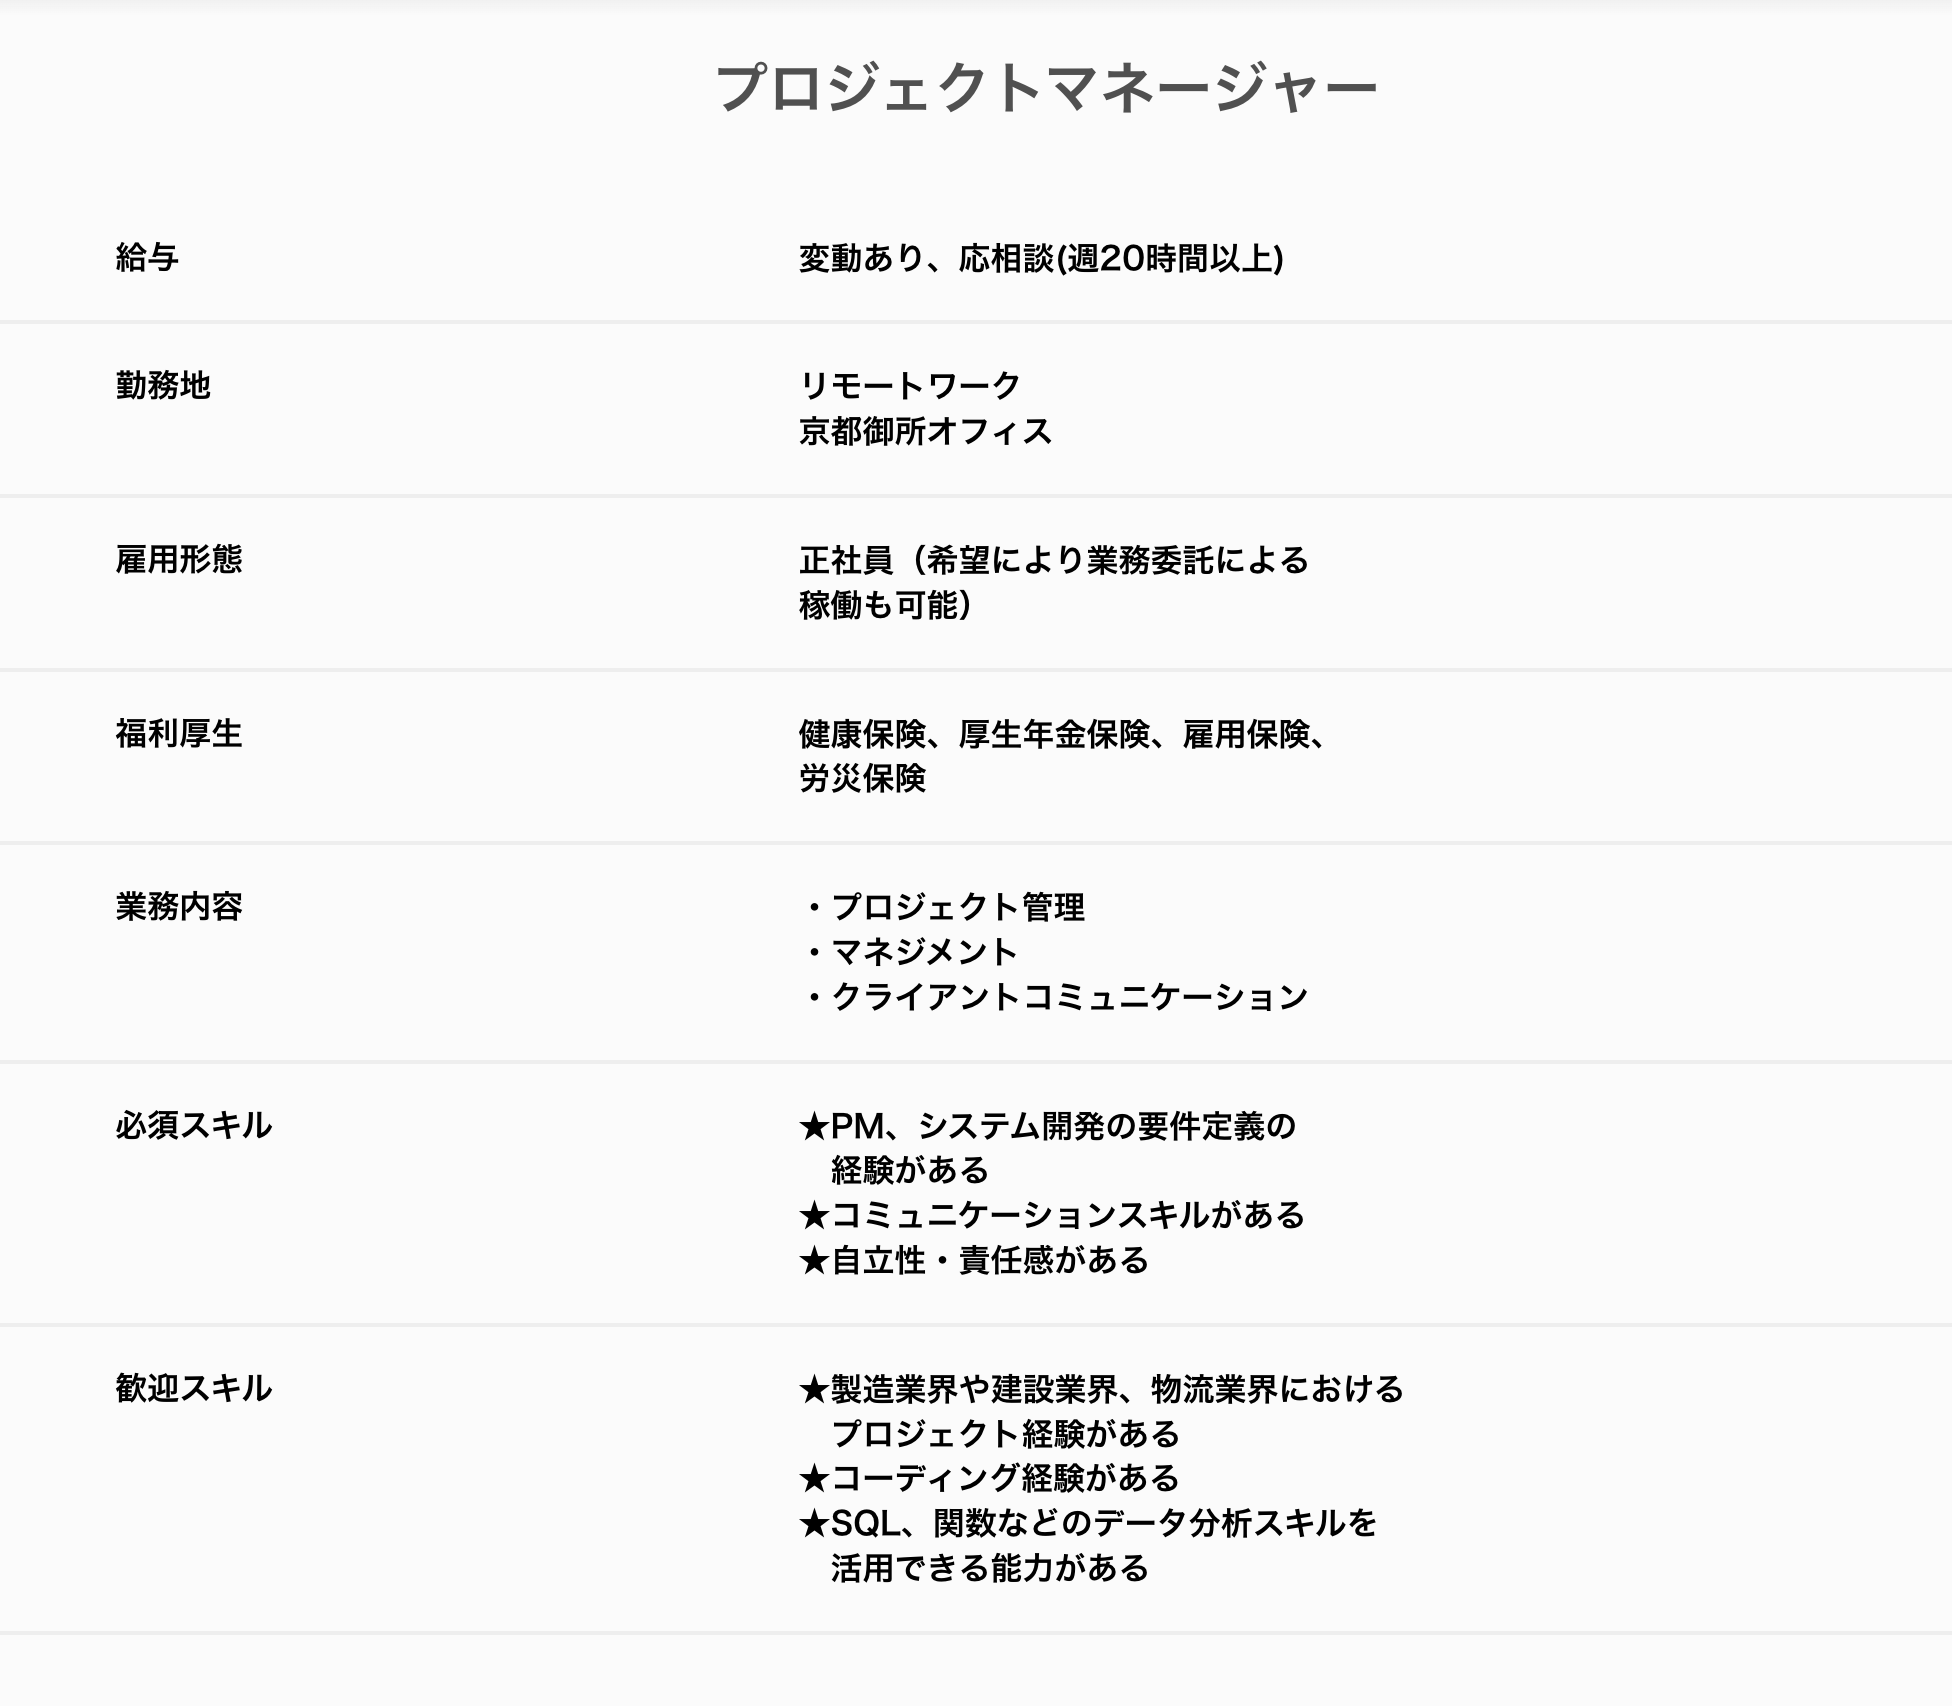 プロジェクトマネージャー
給与
変動あり、応相談(週20時間以上)
勤務地
リモートワーク
京都御所オフィス
雇用形態
正社員（希望により業務委託による
稼働も可能）
福利厚生
健康保険、厚生年金保険、雇用保険、
労災保険
業務内容
・プロジェクト管理
・マネジメント
・クライアントコミュニケーション
必須スキル
★PM、システム開発の要件定義の
経験がある
★コミュニケーションスキルがある
★自立性・責任感がある
歓迎スキル
★製造業界や建設業界、物流業界における
プロジェクト経験がある
★コーディング経験がある
★SQL、関数などのデータ分析スキルを
活用できる能力がある